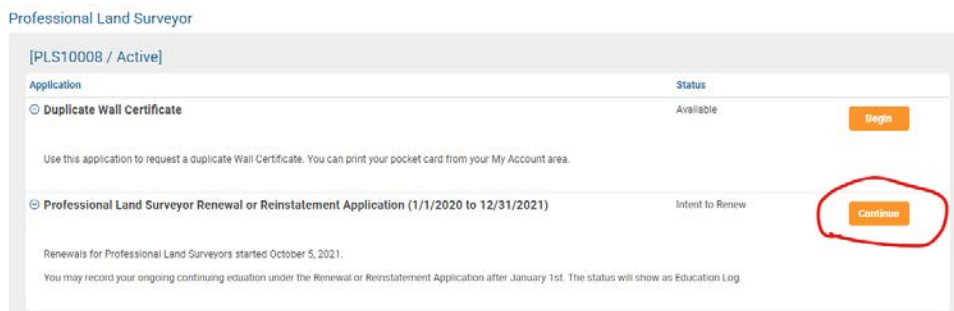 Professional Land Surveyor
[PLS10008 / Active]
Application Status
Duplicate Wall Certificate Available Begin
Use this application to request a duplicate Wall Certificate. You can print your pocket card from your My Account area.
Professional Land Surveyor Renewal or Reinstatement Application (1/1/2020 to 12/31/2021) Intent to Renew Continue
Renewals for Professional Land Surveyors started October 5, 2021.
You may record your ongoing continuing eduation under the Renewal or Reinstatement Application after January 1st. The status will show as Education Log.